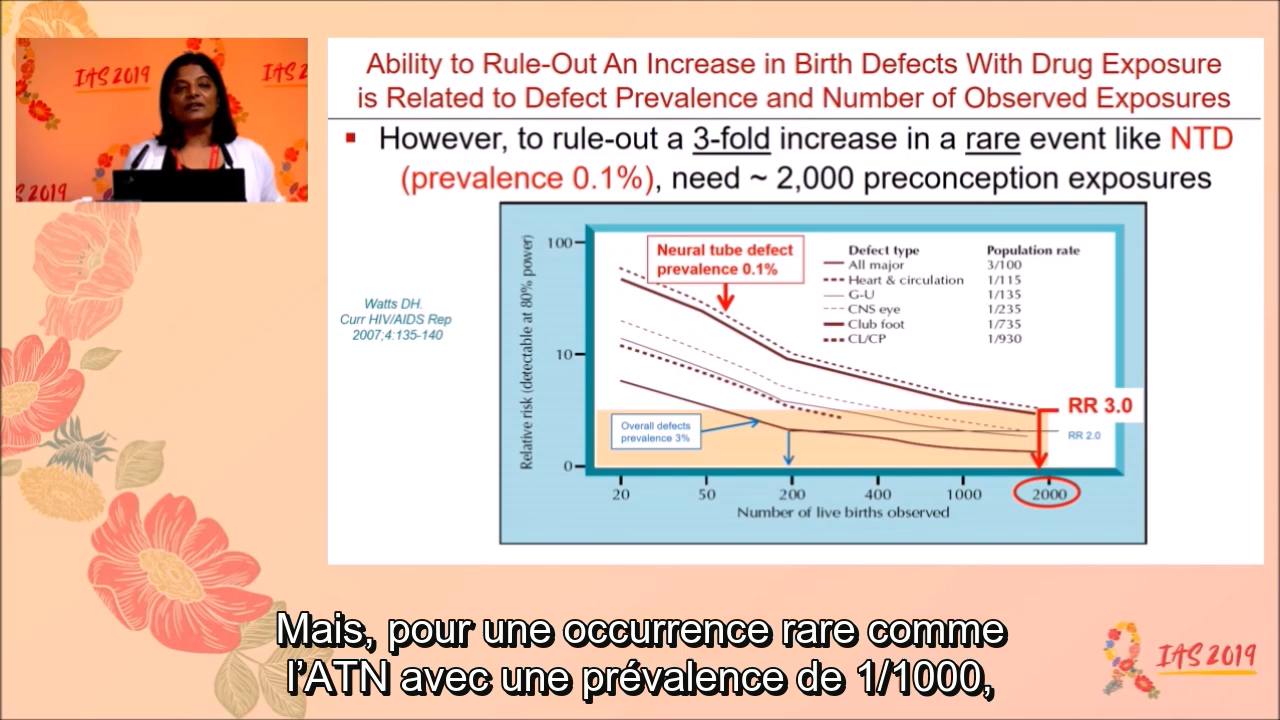 IAS 2019
IAS 2
S 2019
Ability to Rule-Out An Increase in Birth Defects With Drug Exposure
is Related to Defect Prevalence and Number of Observed Exposures
▪ However, to rule-out a 3-fold increase in a rare event like NTD
(prevalence 0.1%), need ~ 2,000 preconception exposures
Watts DH.
Curr HIV/AIDS Rep
2007;4:135-140
Relative risk (detectable at 80% power)
100
10
0
Neural tube defect
prevalence 0.1%
Defect type Population rate
All major 3/100
Heart & circulation 1/115
G-U 1/135
CNS eye 1/235
Club foot 1/735
CL/CP 1/930
RR 3.0
Overall defects
prevalence 3%
RR 2.0
20 50 200 400 1000 2000
Number of live births observed
Mais, pour une occurrence rare comme
l'ATN avec une prévalence de 1/1000,
IAS 2019